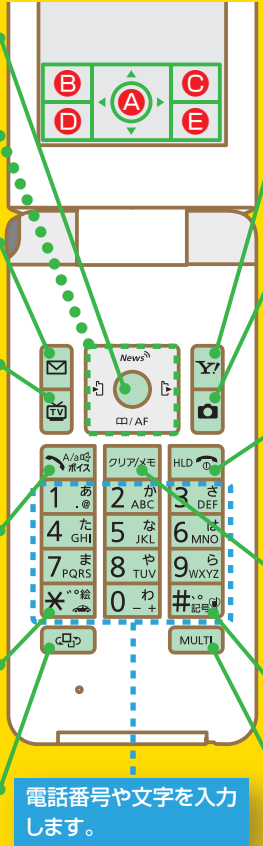 B C
A
D E
News
Y!
TV
/AF
A/a ボイス クリア/メモ HLD
1 あ .@ 2 か ABC 3 さ DEF
4 た GHI 5 な JKL 6 は MNO
7 ま PQRS 8 や TUV 9 ら WXYZ
* ゛゜絵 0 わ - + # 、。記号
MULTI
電話番号や文字を入力
します。